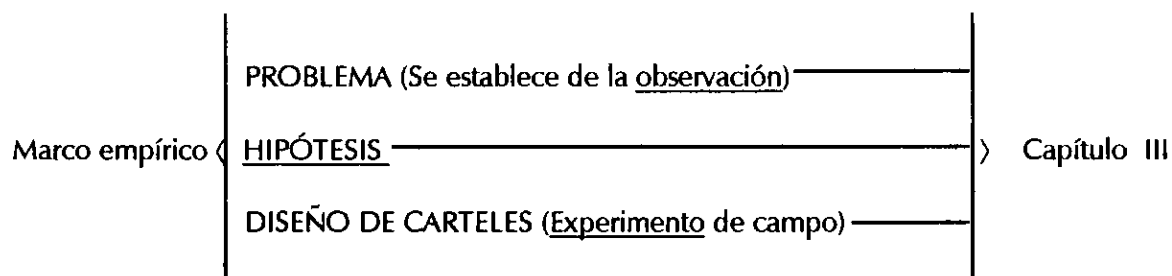 PROBLEMA (Se establece de la observación)
Marco empírico ⟨ HIPÓTESIS ⟩ Capítulo III
DISEÑO DE CARTELES (Experimento de campo)